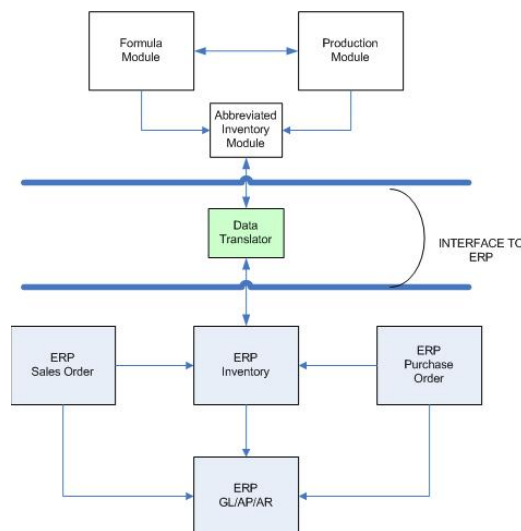 Formula
Module
Production
Module
Abbreviated
Inventory
Module
Data
Translator
INTERFACE TO
ERP
ERP
Sales Order
ERP
Inventory
ERP
Purchase
Order
ERP
GL/AP/AR